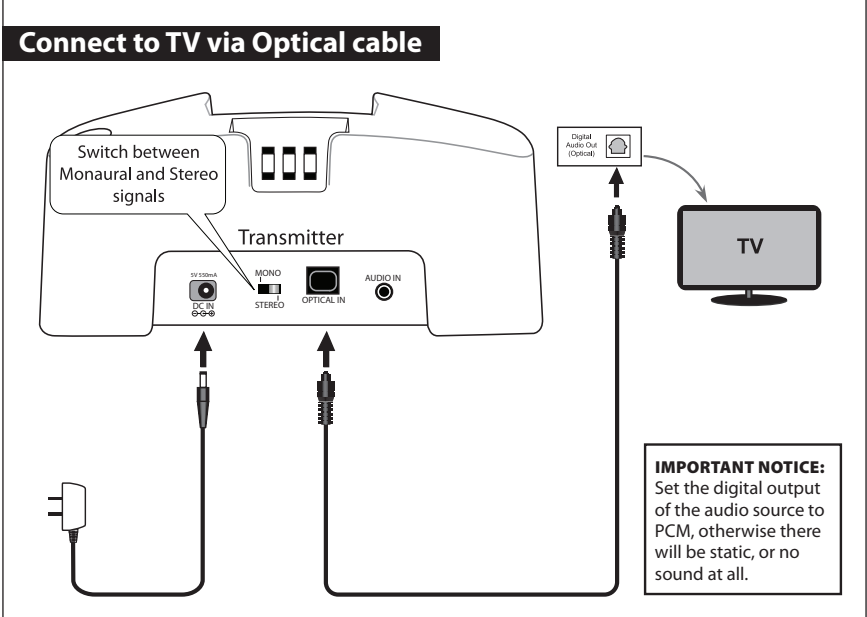 Connect to TV via Optical cable
Switch between
Monaural and Stereo
signals
Digital
Audio Out
(Optical)
Transmitter
TV
5V 550mA
DC IN
MONO
STEREO
OPTICAL IN
AUDIO IN
IMPORTANT NOTICE:
Set the digital output
of the audio source to
PCM, otherwise there
will be static, or no
sound at all.